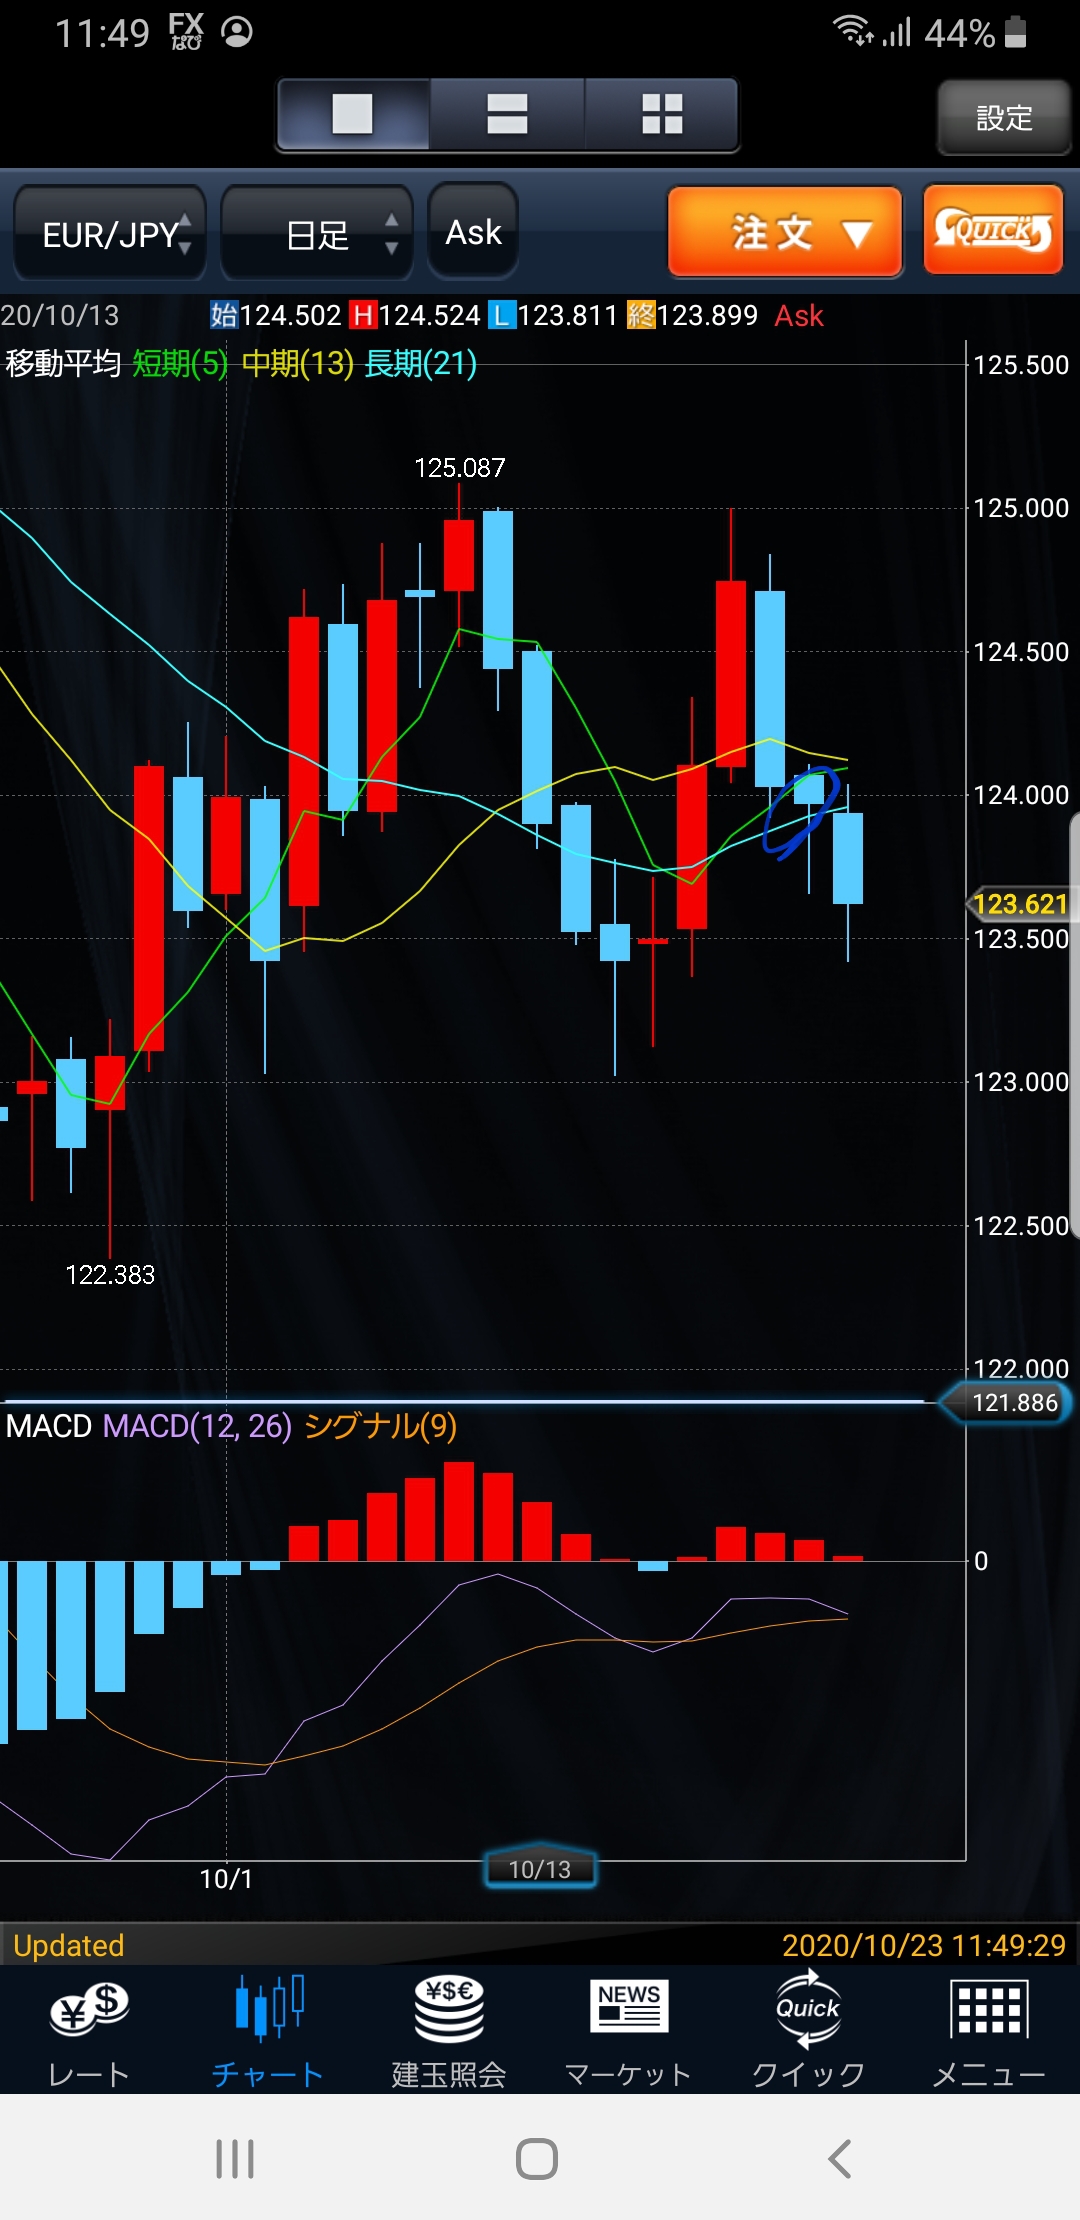 11:49 FXなび 44%
設定
EUR/JPY 日足 Ask 注文 ▼ QUICK
20/10/13 始124.502 H124.524 L123.811 終123.899 Ask
移動平均 短期(5) 中期(13) 長期(21)
125.500
125.087
125.000
124.500
124.000
123.621
123.500
123.000
122.500
122.383
122.000
121.886
MACD MACD(12, 26) シグナル(9)
0
10/1 10/13
Updated 2020/10/23 11:49:29
¥$ ¥$€ NEWS Quick
レート チャート 建玉照会 マーケット クイック メニュー